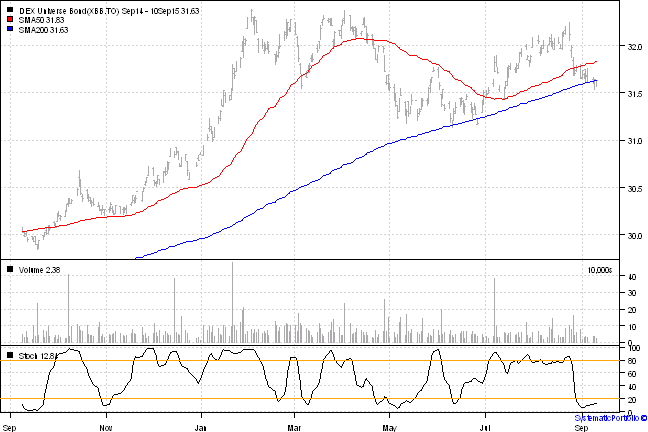 DEX Universe Bond(XBB.TO) Sep14 - 10Sep15 31.63
SMA50 31.83
SMA200 31.63
32.0
31.5
31.0
30.5
30.0
Volume 2.38
10,000s
40
30
20
10
0
Stoch 12.84
100
80
60
40
20
0
Sep
Nov
Jan
Mar
May
Jul
Sep
SystematicPortfolio ©